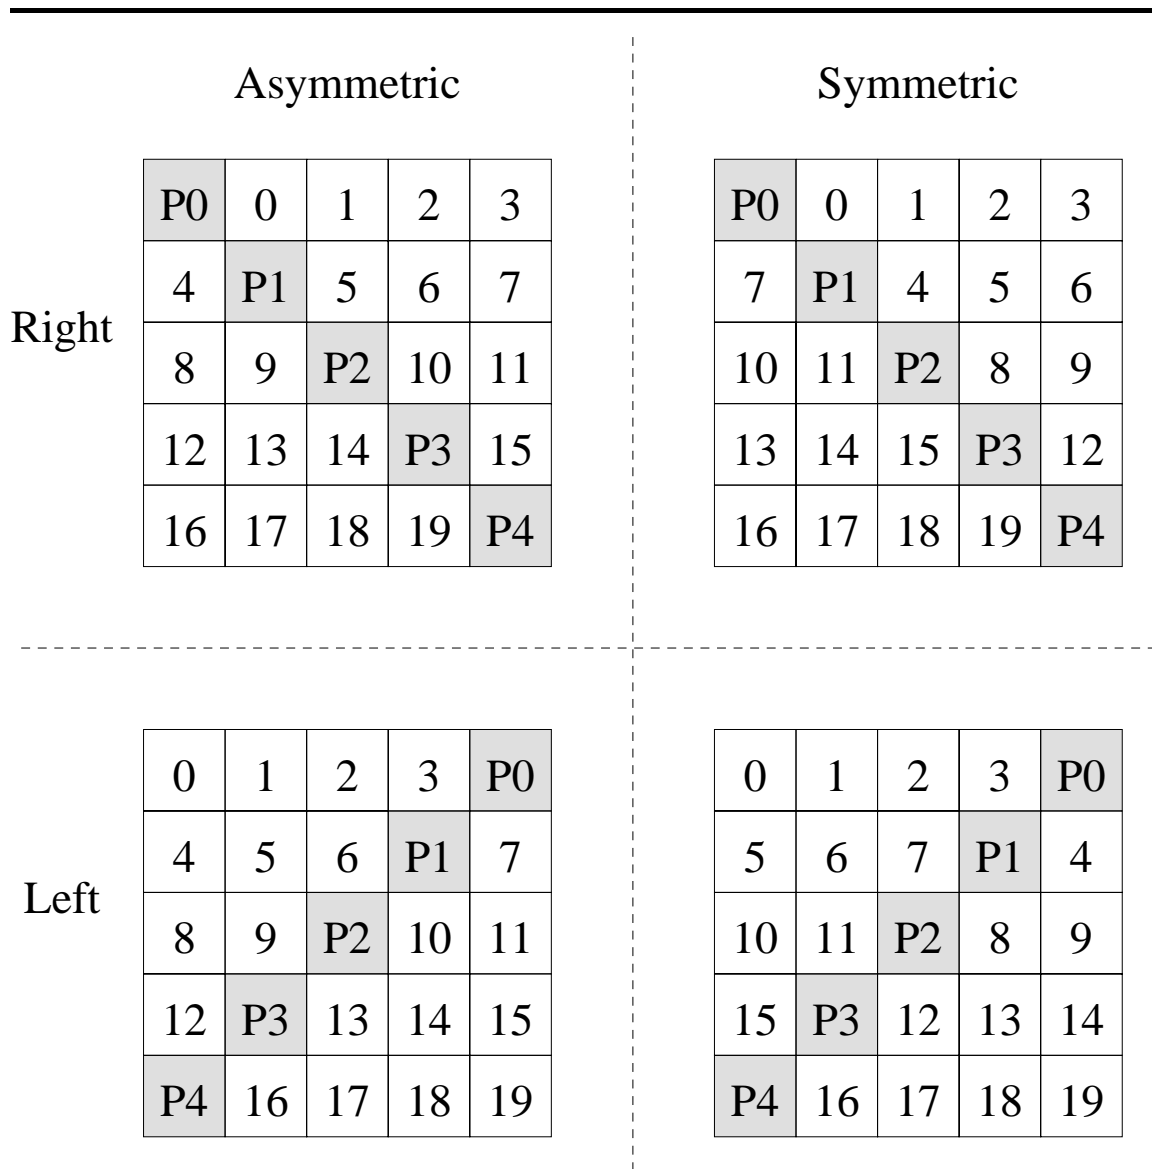 Asymmetric Symmetric
P0 0 1 2 3 P0 0 1 2 3
4 P1 5 6 7 7 P1 4 5 6
Right
8 9 P2 10 11 10 11 P2 8 9
12 13 14 P3 15 13 14 15 P3 12
16 17 18 19 P4 16 17 18 19 P4
0 1 2 3 P0 0 1 2 3 P0
4 5 6 P1 7 5 6 7 P1 4
Left
8 9 P2 10 11 10 11 P2 8 9
12 P3 13 14 15 15 P3 12 13 14
P4 16 17 18 19 P4 16 17 18 19